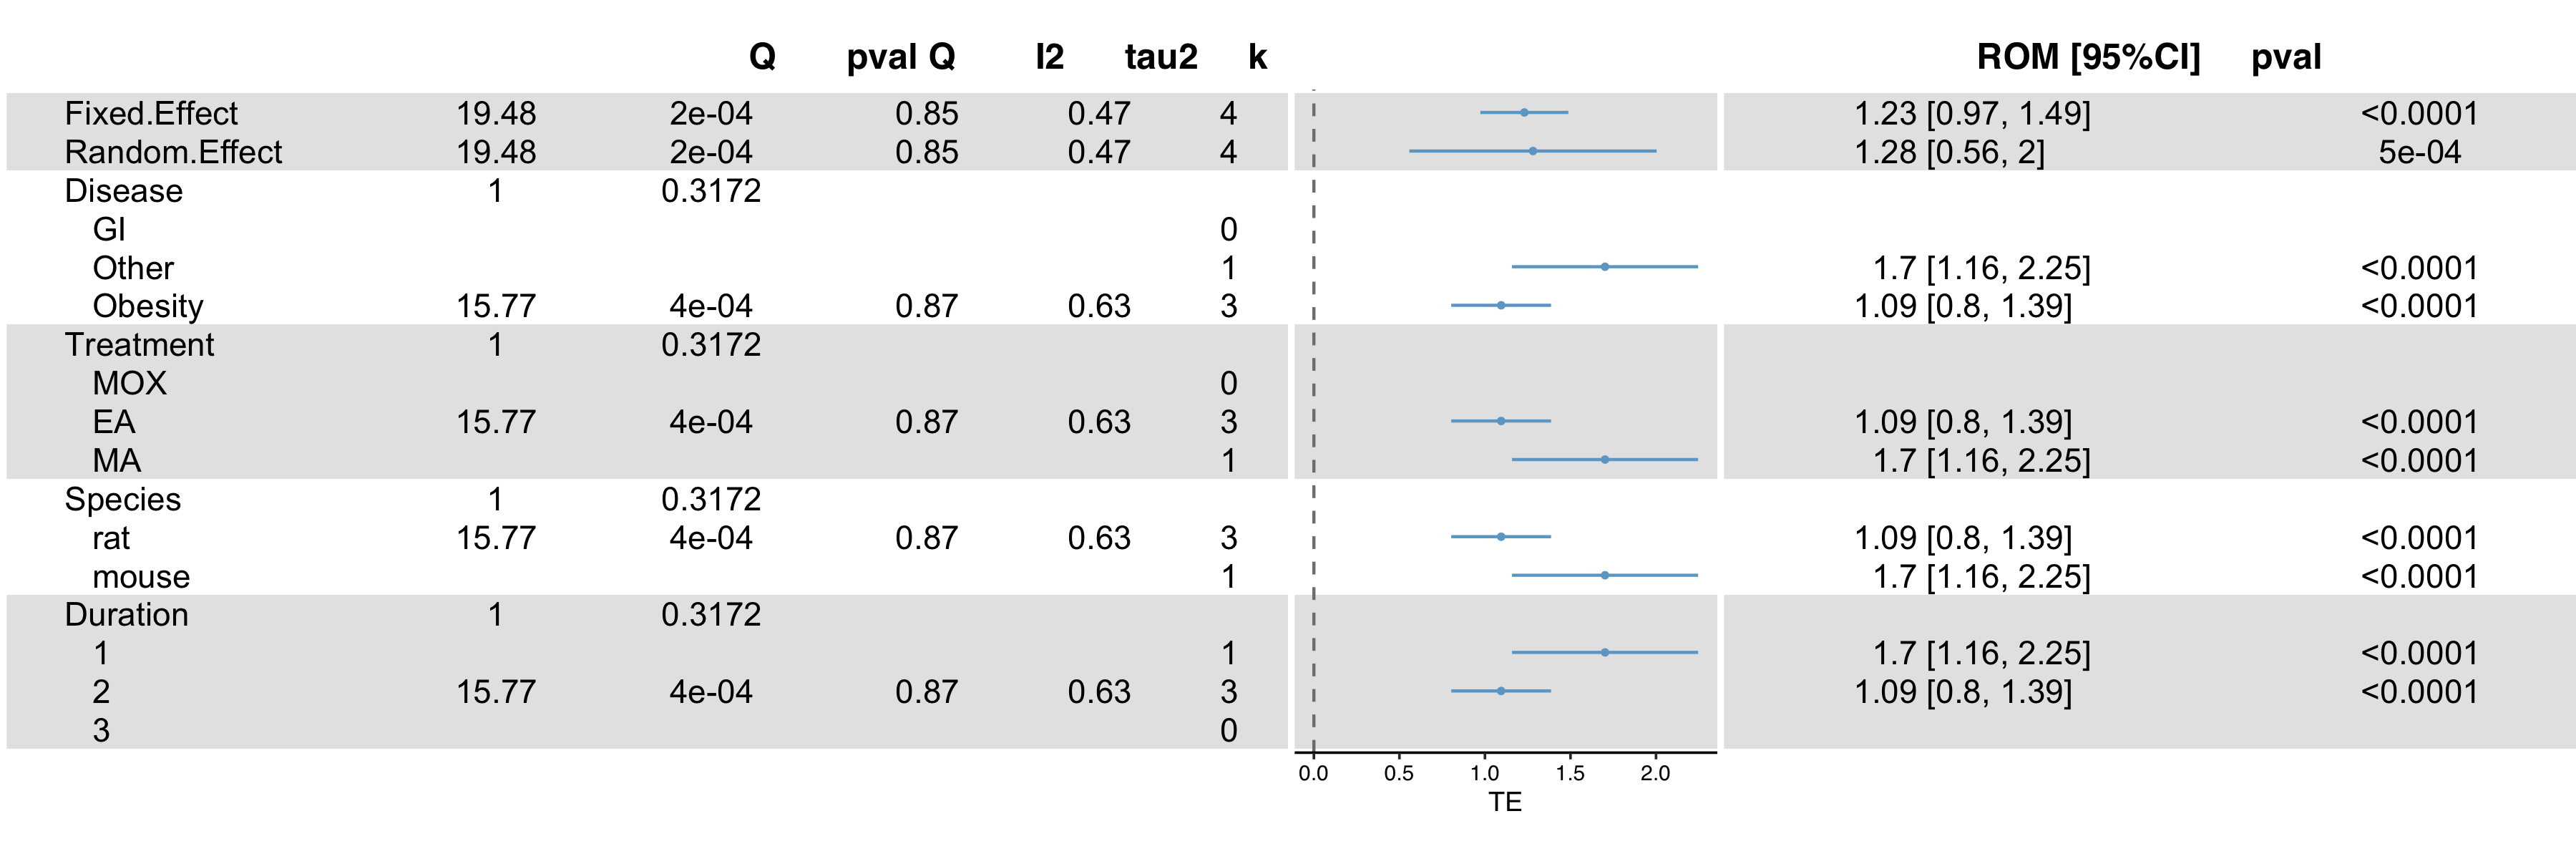 Q pval Q I2 tau2 k ROM [95%CI] pval
Fixed.Effect 19.48 2e-04 0.85 0.47 4 1.23 [0.97, 1.49] <0.0001
Random.Effect 19.48 2e-04 0.85 0.47 4 1.28 [0.56, 2] 5e-04
Disease 1 0.3172
GI 0
Other 1 1.7 [1.16, 2.25] <0.0001
Obesity 15.77 4e-04 0.87 0.63 3 1.09 [0.8, 1.39] <0.0001
Treatment 1 0.3172
MOX 0
EA 15.77 4e-04 0.87 0.63 3 1.09 [0.8, 1.39] <0.0001
MA 1 1.7 [1.16, 2.25] <0.0001
Species 1 0.3172
rat 15.77 4e-04 0.87 0.63 3 1.09 [0.8, 1.39] <0.0001
mouse 1 1.7 [1.16, 2.25] <0.0001
Duration 1 0.3172
1 1 1.7 [1.16, 2.25] <0.0001
2 15.77 4e-04 0.87 0.63 3 1.09 [0.8, 1.39] <0.0001
3 0
0.0 0.5 1.0 1.5 2.0
TE